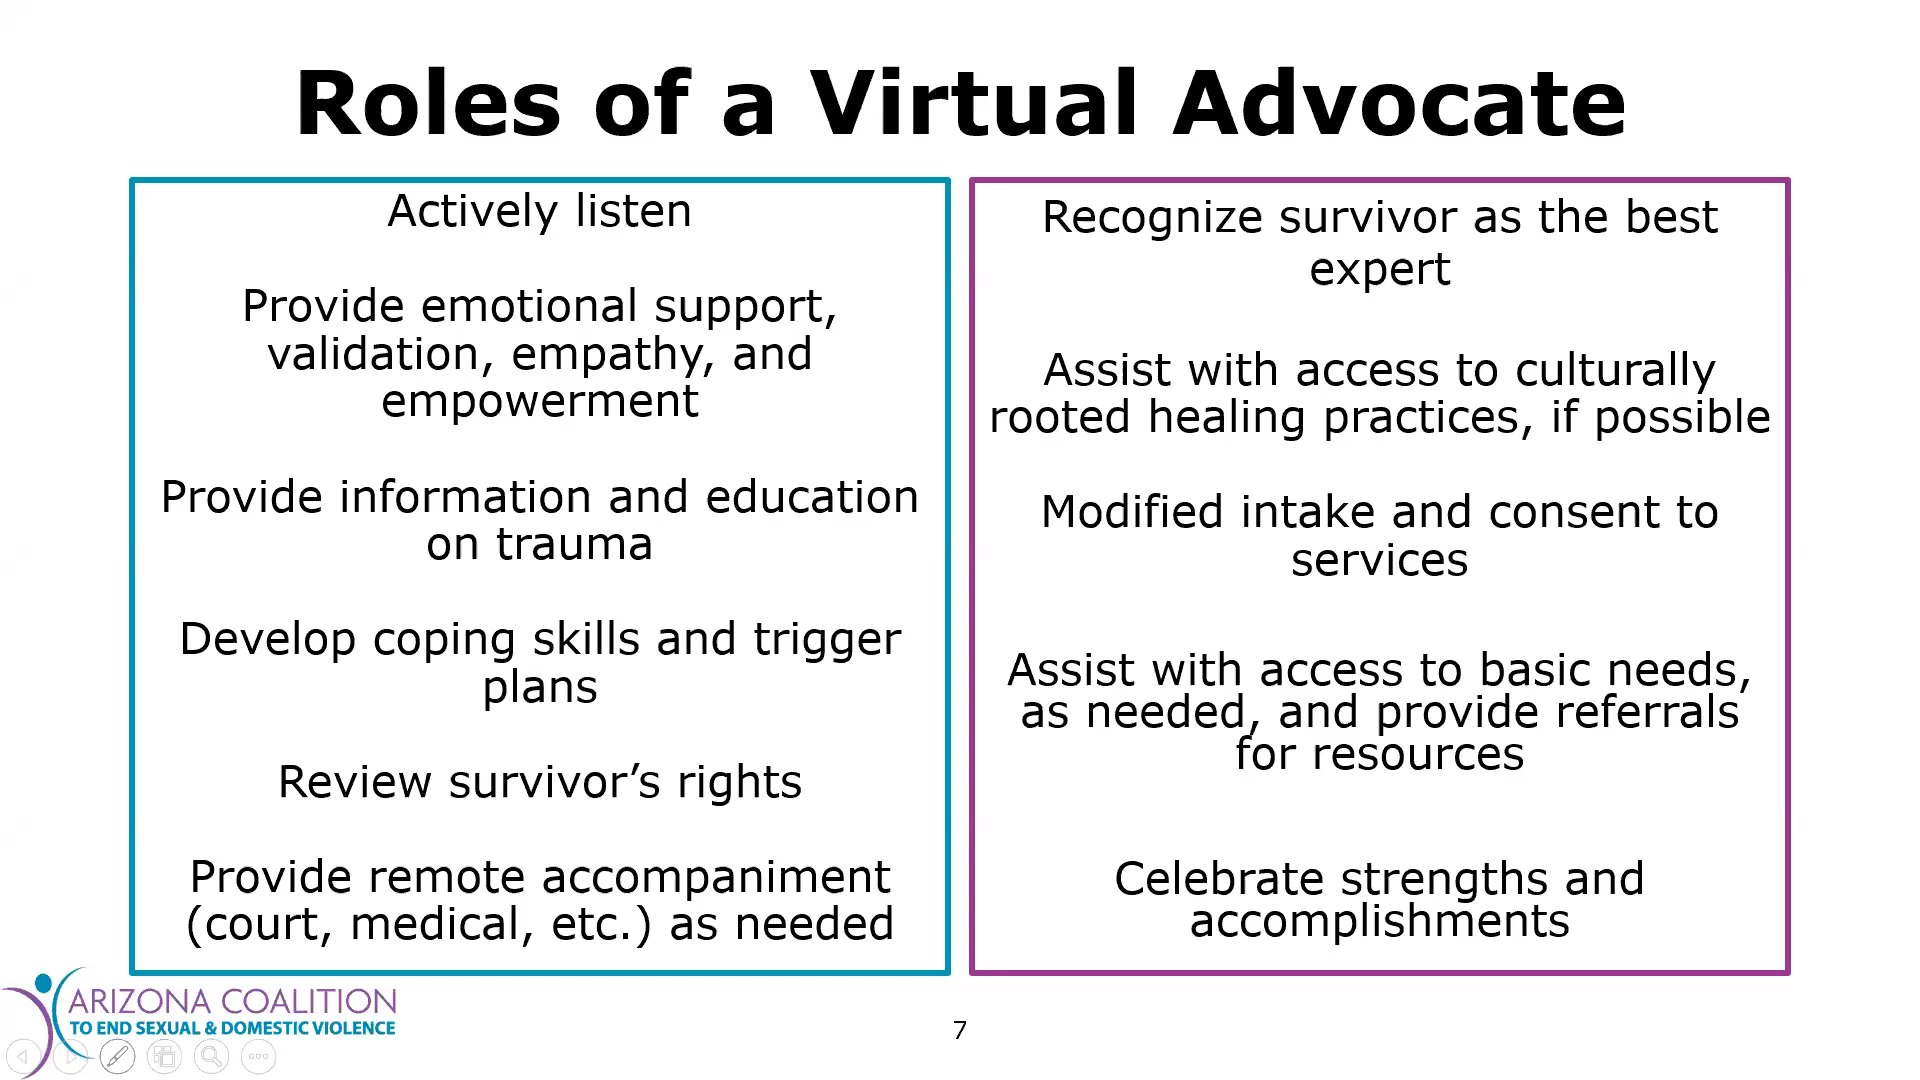 Roles of a Virtual Advocate
Actively listen
Provide emotional support,
validation, empathy, and
empowerment
Provide information and education
on trauma
Develop coping skills and trigger
plans
Review survivor’s rights
Provide remote accompaniment
(court, medical, etc.) as needed
Recognize survivor as the best
expert
Assist with access to culturally
rooted healing practices, if possible
Modified intake and consent to
services
Assist with access to basic needs,
as needed, and provide referrals
for resources
Celebrate strengths and
accomplishments
ARIZONA COALITION
TO END SEXUAL & DOMESTIC VIOLENCE
7